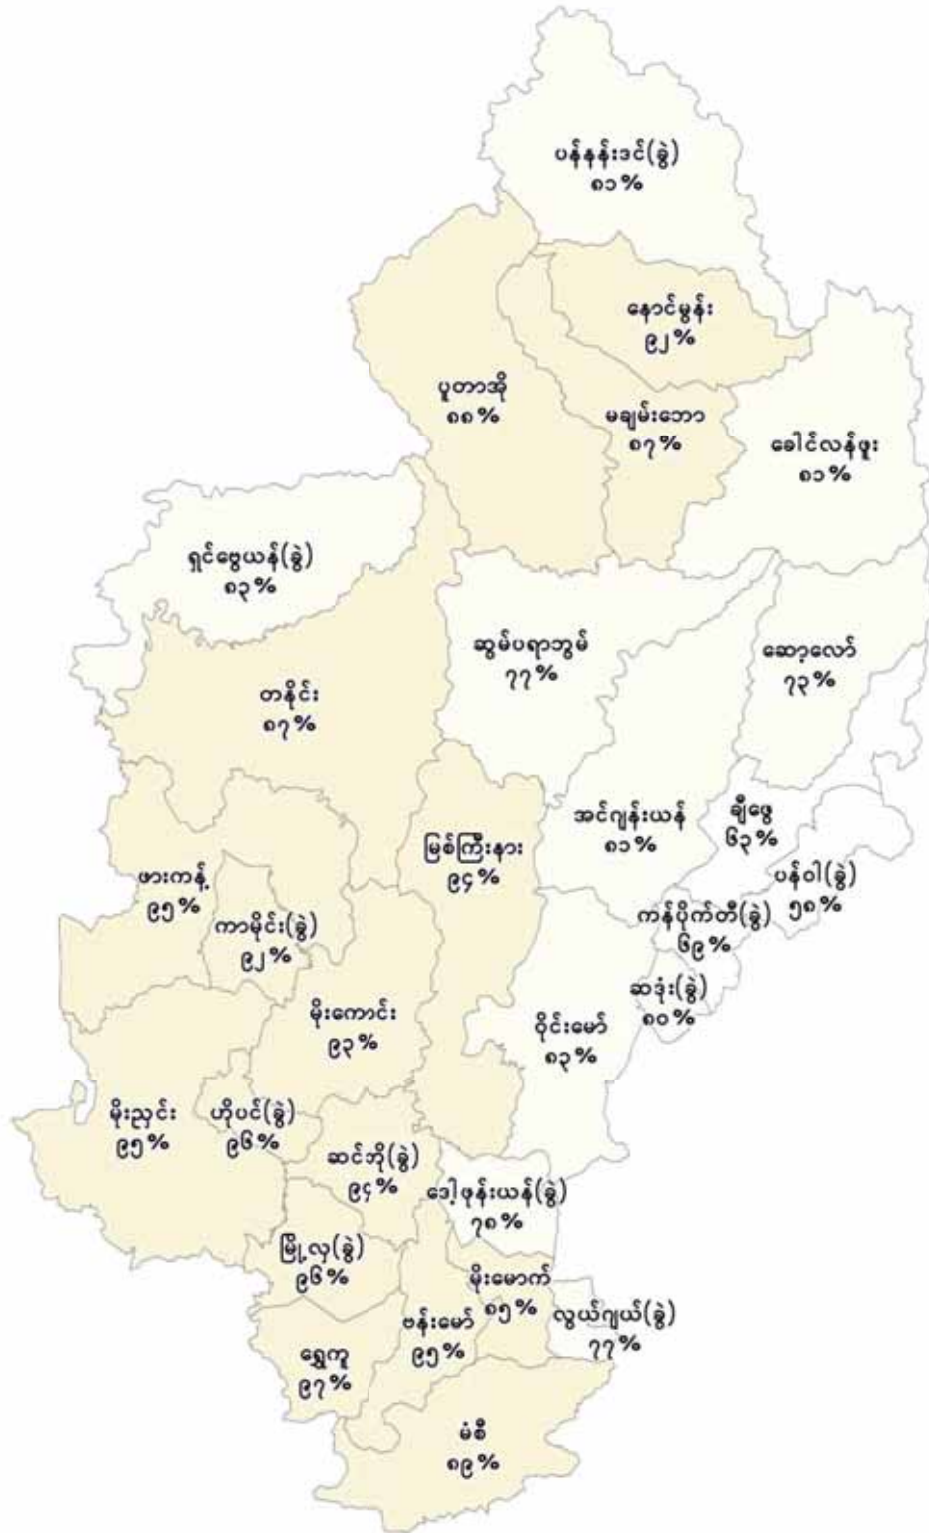 ပန်နန်းဒင်(ခွဲ)
၈၁%
နောင်မွန်း
၉၂%
ပူတာအို
၈၈%
မချမ်းဘော
၈၇%
ခေါင်လန်ဖူး
၈၁%
ရှင်ဗွေယန်(ခွဲ)
၈၃%
ဆွမ်ပရာဘွမ်
၇၇%
ဆော့လော်
၇၃%
တနိုင်း
၈၇%
အင်ဂျန်းယန်
၈၁%
ချီဖွေ
၆၃%
မြစ်ကြီးနား
၉၄%
ပန်ဝါ(ခွဲ)
၅၈%
ဖားကန့်
၉၅%
ကာမိုင်း(ခွဲ)
၉၂%
ကန်ပိုက်တီ(ခွဲ)
၆၉%
ဆဒုံး(ခွဲ)
၈၀%
မိုးကောင်း
၉၃%
ဝိုင်းမော်
၈၃%
မိုးညှင်း
၉၅%
ဟိုပင်(ခွဲ)
၉၆%
ဆင်ဘို(ခွဲ)
၉၄%
ဒေါ့ဖုန်းယန်(ခွဲ)
၇၈%
မြို့လှ(ခွဲ)
၉၆%
မိုးမောက်
၈၅%
လွယ်ဂျယ်(ခွဲ)
၇၇%
ဗန်းမော်
၉၅%
ရွှေကူ
၉၇%
မံစီ
၈၉%